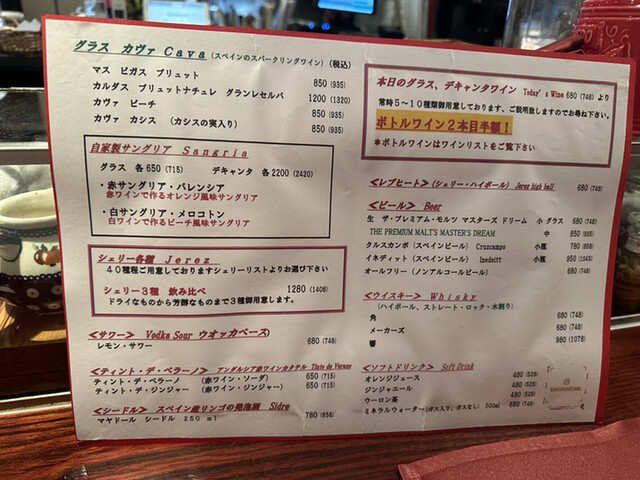 グラス カヴァ Cava (スペインのスパークリングワイン) (税込)
マス ピガス ブリュット 850 (935)
カルダス ブリュットナチュレ グランレセルバ 1200 (1320)
カヴァ ピーチ 850 (935)
カヴァ カシス (カシスの実入り) 850 (935)
自家製サングリア Sangria
グラス 各650 (715) デキャンタ 各2200 (2420)
・赤サングリア・バレンシア
赤ワインで作るオレンジ風味サングリア
・白サングリア・メロコトン
白ワインで作るピーチ風味サングリア
シェリー各種 Jerez
40種程ご用意しておりますシェリーリストよりお選び下さい
シェリー3種 飲み比べ 1280 (1408)
ドライなものから芳醇なものまで3種御用意します。
<サワー> Vodka Sour ウオッカベース
レモン・サワー 680 (748)
<ティント・デ・ベラーノ> アンダルシア赤ワインカクテル Tinto de Verano
ティント・デ・ベラーノ (赤ワイン・ソーダ) 650 (715)
ティント・デ・ジンジャー (赤ワイン・ジンジャー) 650 (715)
<シードル> スペイン産リンゴの発泡酒 Sidre
マヤドール シードル 250 ml 780 (858)
本日のグラス、デキャンタワイン Today's Wine 680 (748) より
常時5～10種類御用意しております、ご説明致しますのでお尋ね下さい。
ボトルワイン2本目半額!
*ボトルワインはワインリストをご覧下さい
<レブヒート> (シェリー・ハイボール) Jerez high ball 680 (748)
<ビール> Beer
生 ザ・プレミアム・モルツ マスターズ ドリーム 小 グラス 680 (748)
THE PREMIUM MALT'S MASTER'S DREAM 中 850 (935)
クルスカンポ (スペインビール) Cruzcampo 小瓶 780 (858)
イネディット (スペインビール) Inedeitt 小瓶 950 (1045)
オールフリー (ノンアルコールビール) 680 (748)
<ウイスキー> Whisky
(ハイボール、ストレート・ロック・水割り)
角 680 (748)
メーカーズ 680 (748)
響 980 (1078)
<ソフトドリンク> Soft Drink
オレンジジュース 480 (528)
ジンジャエール 480 (528)
ウーロン茶 480 (528)
ミネラルウォーター (ガス入り、ガスなし) 500ml 680 (748)